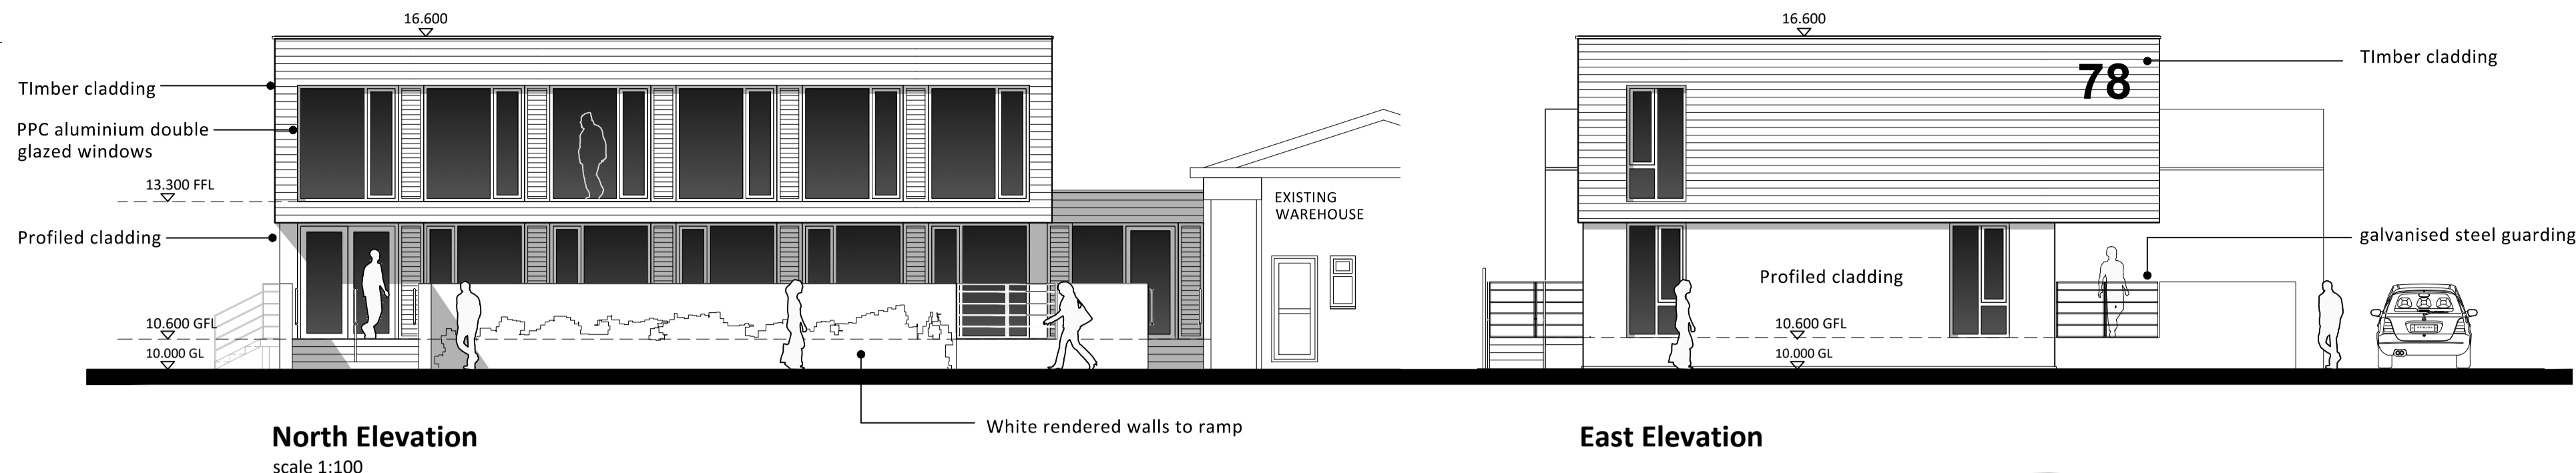 16.600
TImber cladding
PPC aluminium double
glazed windows
13.300 FFL
Profiled cladding
10.600 GFL
10.000 GL
EXISTING
WAREHOUSE
White rendered walls to ramp
North Elevation
scale 1:100
16.600
TImber cladding
78
galvanised steel guarding
Profiled cladding
10.600 GFL
10.000 GL
East Elevation